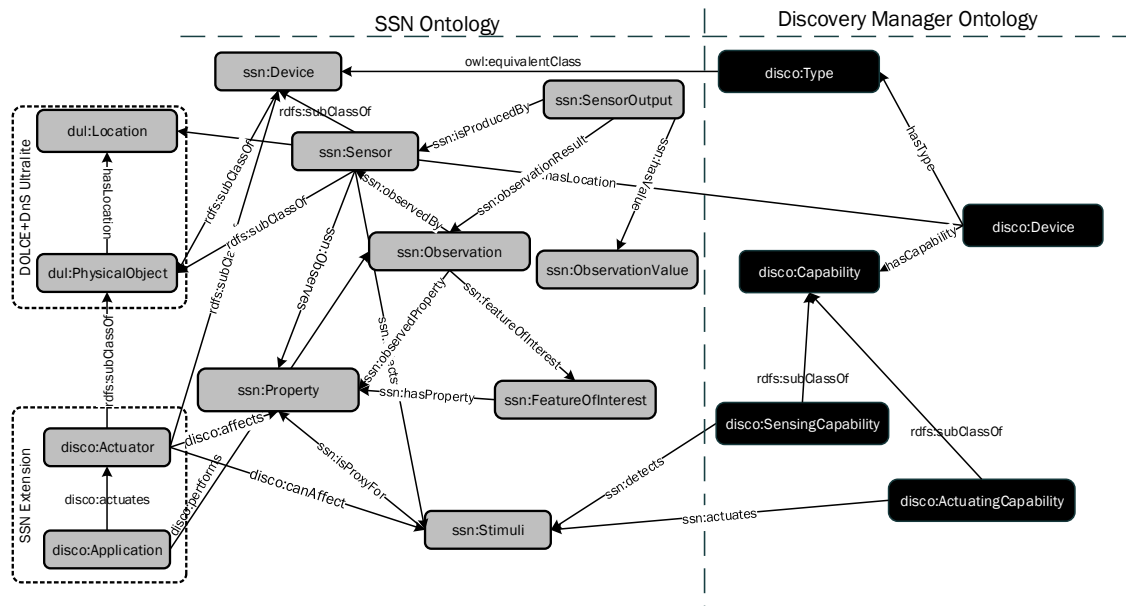 SSN Ontology
Discovery Manager Ontology
ssn:Device
owl:equivalentClass
disco:Type
ssn:SensorOutput
rdfs:subClassOf
ssn:isProducedBy
dul:Location
ssn:Sensor
ssn:observationResult
ssn:hasValue
hasType
DOLCE+DnS Ultralite
hasLocation
rdfs:subClassOf
rdfs:subClassOf
ssn:observedBy
hasLocation
disco:Device
ssn:Observation
hasCapability
dul:PhysicalObject
ssn:Observes
ssn:ObservationValue
disco:Capability
ssn:observedProperty
ssn:featureOfInterest
rdfs:subClassOf
ssn:Property
ssn:hasProperty
ssn:FeatureOfInterest
rdfs:subClassOf
disco:SensingCapability
rdfs:subClassOf
SSN Extension
disco:Actuator
disco:affects
ssn:isProxyFor
ssn:detects
disco:actuates
disco:performs
disco:canAffect
disco:ActuatingCapability
ssn:actuates
ssn:Stimuli
disco:Application